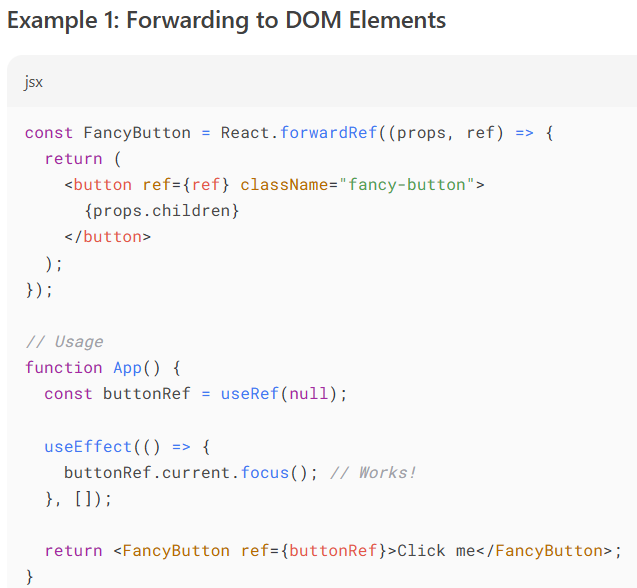 Example 1: Forwarding to DOM Elements
jsx
const FancyButton = React.forwardRef((props, ref) => {
  return (
    <button ref={ref} className="fancy-button">
      {props.children}
    </button>
  );
});

// Usage
function App() {
  const buttonRef = useRef(null);

  useEffect(() => {
    buttonRef.current.focus(); // Works!
  }, []);

  return <FancyButton ref={buttonRef}>Click me</FancyButton>;
}